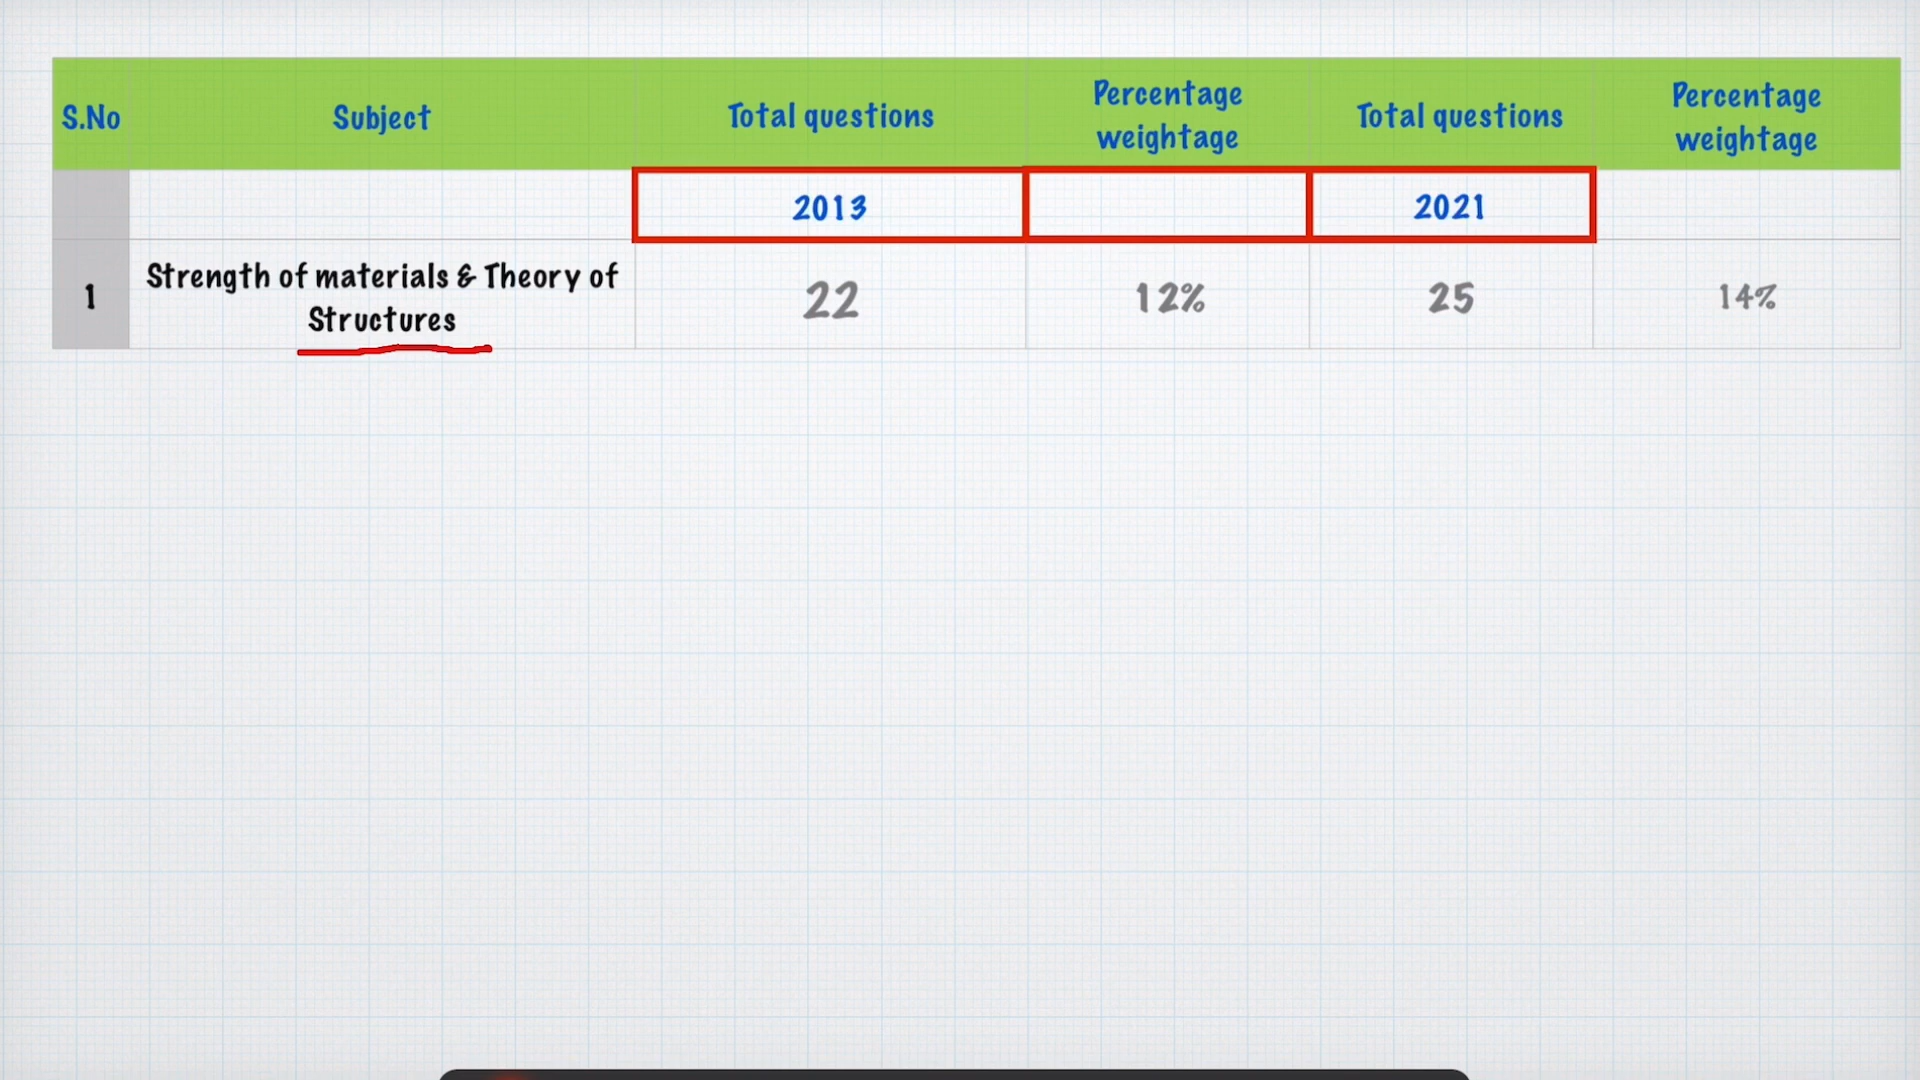 S.No Subject Total questions Percentage weightage Total questions Percentage weightage
2013 2021
1 Strength of materials & Theory of Structures 22 12% 25 14%